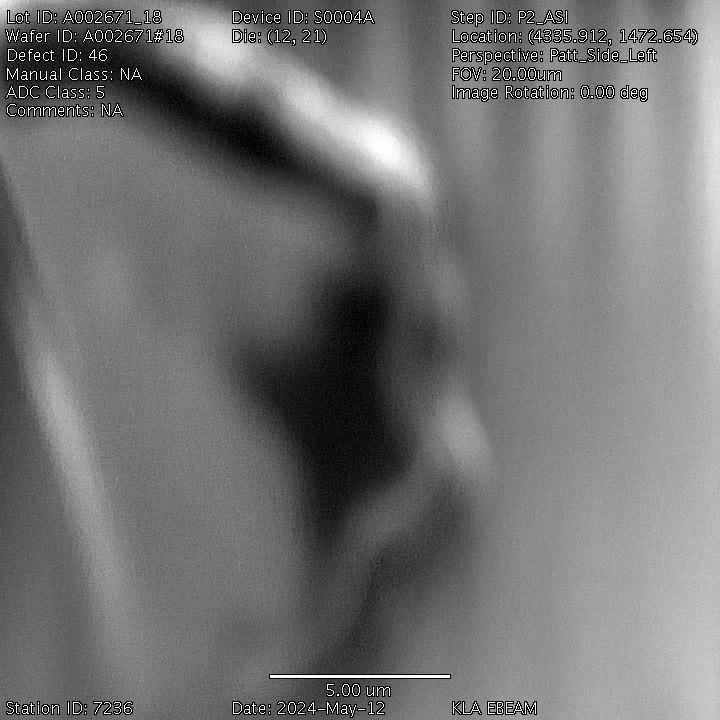 Lot ID: A002671_18
Device ID: S0004A
Step ID: P2_ASI
Wafer ID: A002671#18
Die: (12, 21)
Location: (4335.912, 1472.654)
Defect ID: 46
Perspective: Patt_Side_Left
Manual Class: NA
FOV: 20.00um
ADC Class: 5
Image Rotation: 0.00 deg
Comments: NA
5.00 um
Station ID: 7236
Date: 2024-May-12
KLA EBEAM